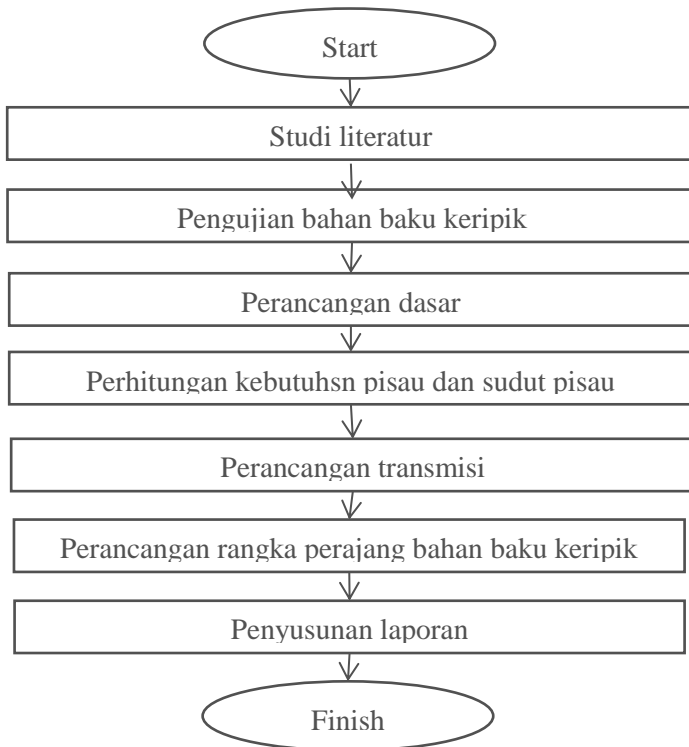 Start
Studi literatur
Pengujian bahan baku keripik
Perancangan dasar
Perhitungan kebutuhsn pisau dan sudut pisau
Perancangan transmisi
Perancangan rangka perajang bahan baku keripik
Penyusunan laporan
Finish